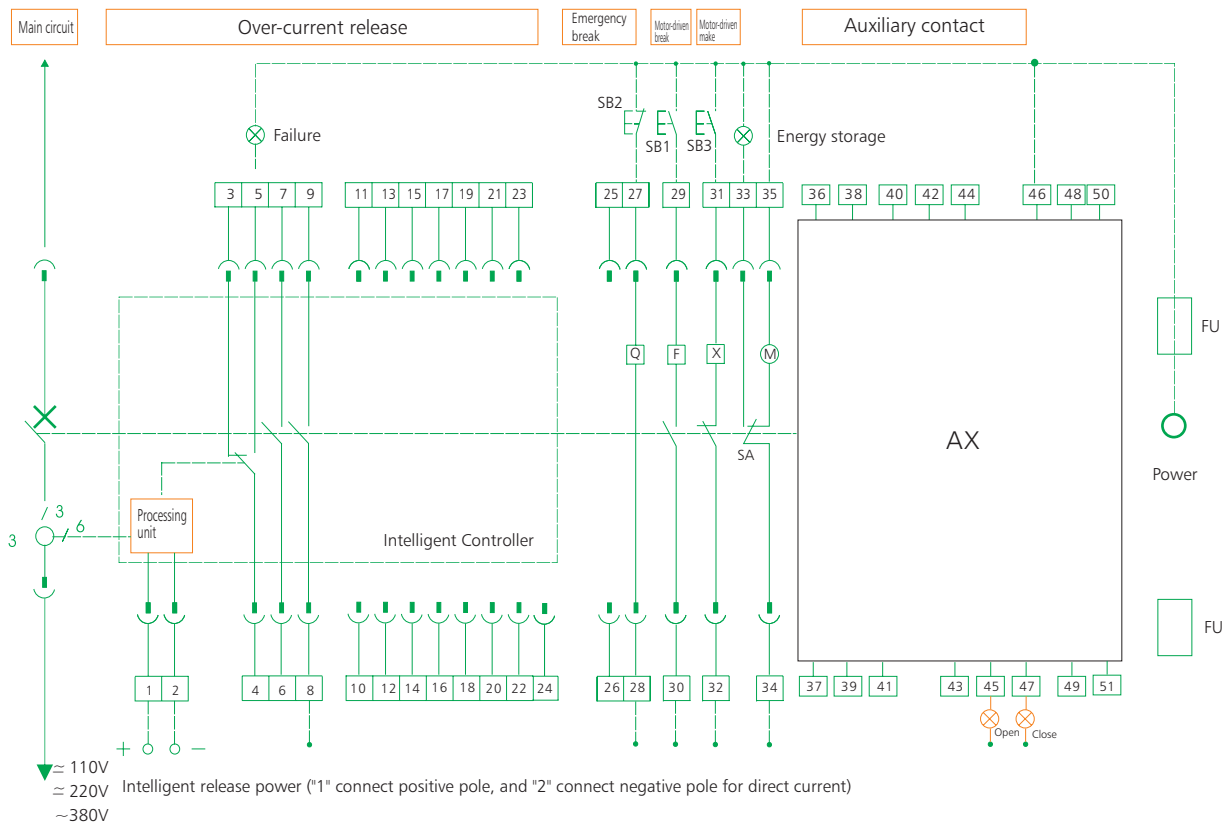 Main circuit
Over-current release
Emergency
break
Motor-driven
break
Motor-driven
make
Auxiliary contact
SB2
SB1
SB3
Failure
Energy storage
3 5 7 9 11 13 15 17 19 21 23 25 27 29 31 33 35
36 38 40 42 44 46 48 50
FU
Q F X M
AX
SA
Power
3
6
3
Processing
unit
Intelligent Controller
FU
1 2 4 6 8 10 12 14 16 18 20 22 24 26 28 30 32 34
37 39 41 43 45 47 49 51
Open
Close
+ −
≃ 110V
≃ 220V
~380V
Intelligent release power ("1" connect positive pole, and "2" connect negative pole for direct current)